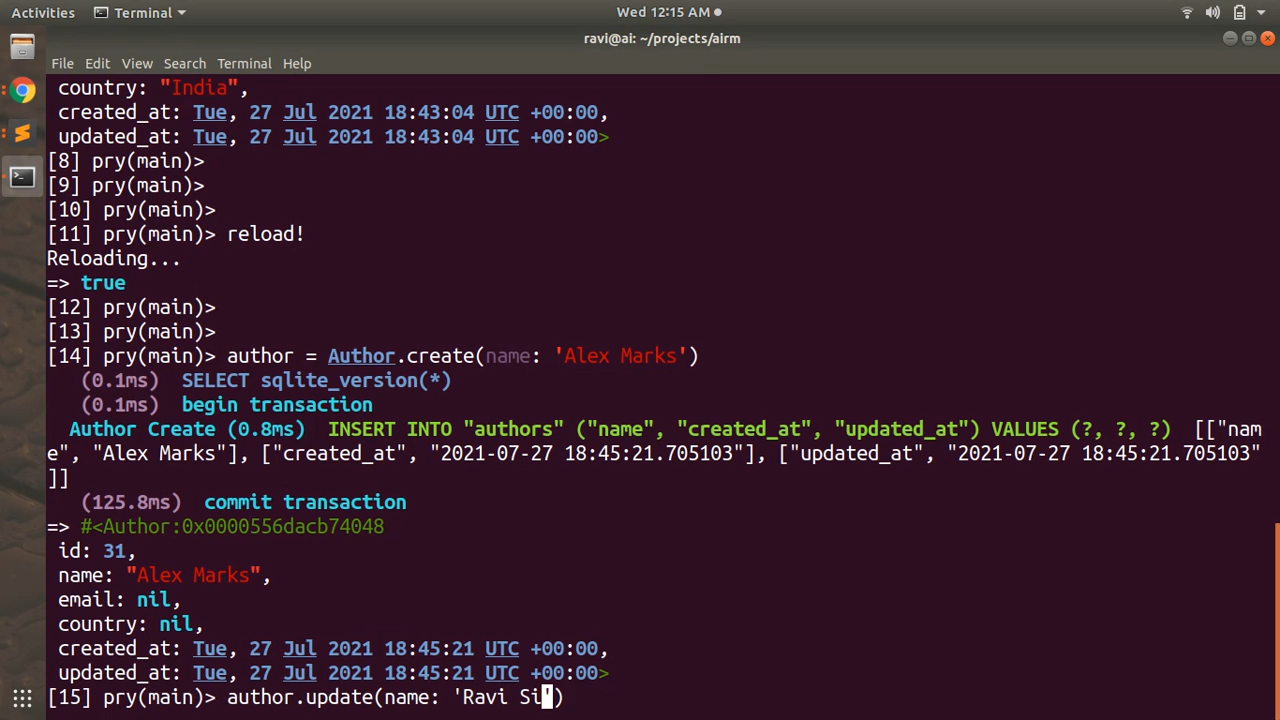 Activities Terminal Wed 12:15 AM
ravi@ai: ~/projects/airm
File Edit View Search Terminal Help
country: "India",
created_at: Tue, 27 Jul 2021 18:43:04 UTC +00:00,
updated_at: Tue, 27 Jul 2021 18:43:04 UTC +00:00>
[8] pry(main)>
[9] pry(main)>
[10] pry(main)>
[11] pry(main)> reload!
Reloading...
=> true
[12] pry(main)>
[13] pry(main)>
[14] pry(main)> author = Author.create(name: 'Alex Marks')
(0.1ms) SELECT sqlite_version(*)
(0.1ms) begin transaction
Author Create (0.8ms) INSERT INTO "authors" ("name", "created_at", "updated_at") VALUES (?, ?, ?) [["nam
e", "Alex Marks"], ["created_at", "2021-07-27 18:45:21.705103"], ["updated_at", "2021-07-27 18:45:21.705103"
]]
(125.8ms) commit transaction
=> #<Author:0x0000556dacb74048
id: 31,
name: "Alex Marks",
email: nil,
country: nil,
created_at: Tue, 27 Jul 2021 18:45:21 UTC +00:00,
updated_at: Tue, 27 Jul 2021 18:45:21 UTC +00:00>
[15] pry(main)> author.update(name: 'Ravi Si')